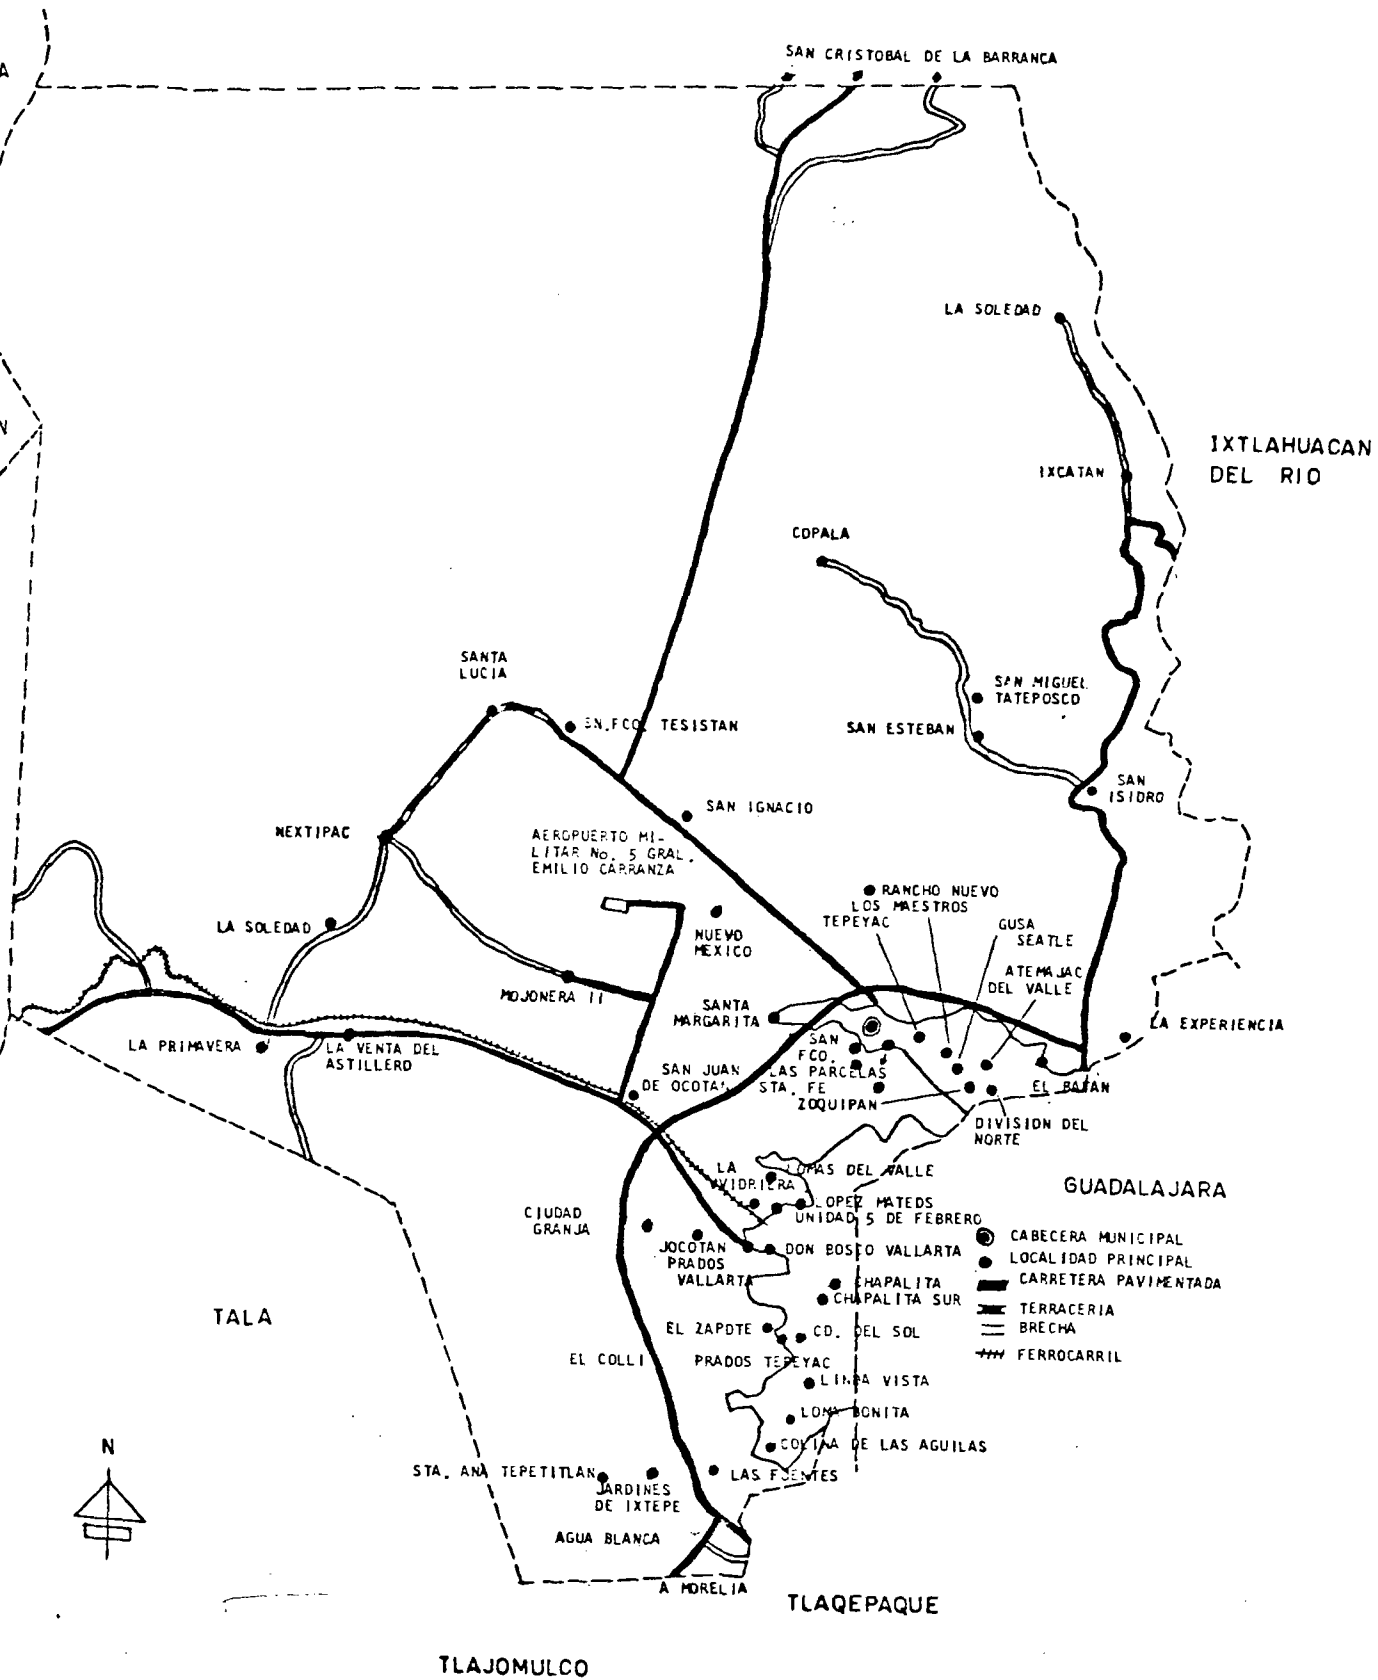 A
SAN CRISTOBAL DE LA BARRANCA
LA SOLEDAD
N
IXTLAHUACAN
DEL RIO
IXCATAN
COPALA
SANTA
LUCIA
SAN MIGUEL
TATEPOSCO
SN.FCO. TESISTAN
SAN ESTEBAN
SAN
ISIDRO
SAN IGNACIO
NEXTIPAC
AEROPUERTO MI-
LITAR No. 5 GRAL.
EMILIO CARRANZA
RANCHO NUEVO
LOS MAESTROS
TEPEYAC
GUSA
SEATLE
LA SOLEDAD
NUEVO
MEXICO
ATEMAJAC
DEL VALLE
MOJONERA II
SANTA
MARGARITA
LA EXPERIENCIA
LA PRIMAVERA
LA VENTA DEL
ASTILLERO
SAN
FCO.
SAN JUAN
DE OCOTAN
LAS PARCELAS
STA. FE
ZOQUIPAN
EL BATAN
DIVISION DEL
NORTE
LA
VIDRIERA
LOMAS DEL VALLE
GUADALAJARA
CIUDAD
GRANJA
LOPEZ MATEOS
UNIDAD 5 DE FEBRERO
JOCOTAN
PRADOS
VALLARTA
DON BOSCO VALLARTA
CABECERA MUNICIPAL
LOCALIDAD PRINCIPAL
CARRETERA PAVIMENTADA
TERRACERIA
BRECHA
FERROCARRIL
CHAPALITA
CHAPALITA SUR
TALA
EL ZAPOTE
CD. DEL SOL
EL COLLI
PRADOS TEPEYAC
LINDA VISTA
LOMA BONITA
COLINA DE LAS AGUILAS
N
STA. ANA TEPETITLAN
JARDINES
DE IXTEPE
LAS FUENTES
AGUA BLANCA
A MORELIA
TLAQEPAQUE
TLAJOMULCO